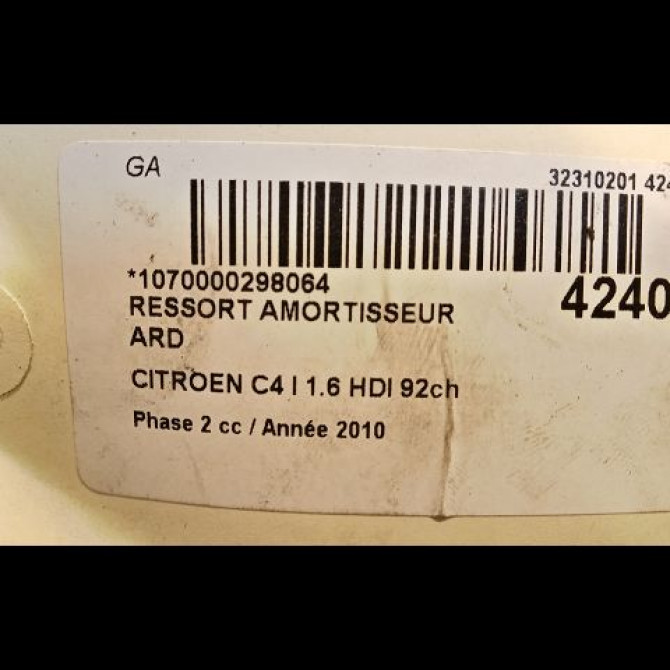 GA
32310201 424
*1070000298064
4240
RESSORT AMORTISSEUR
ARD
CITROEN C4 I 1.6 HDI 92ch
Phase 2 cc / Année 2010